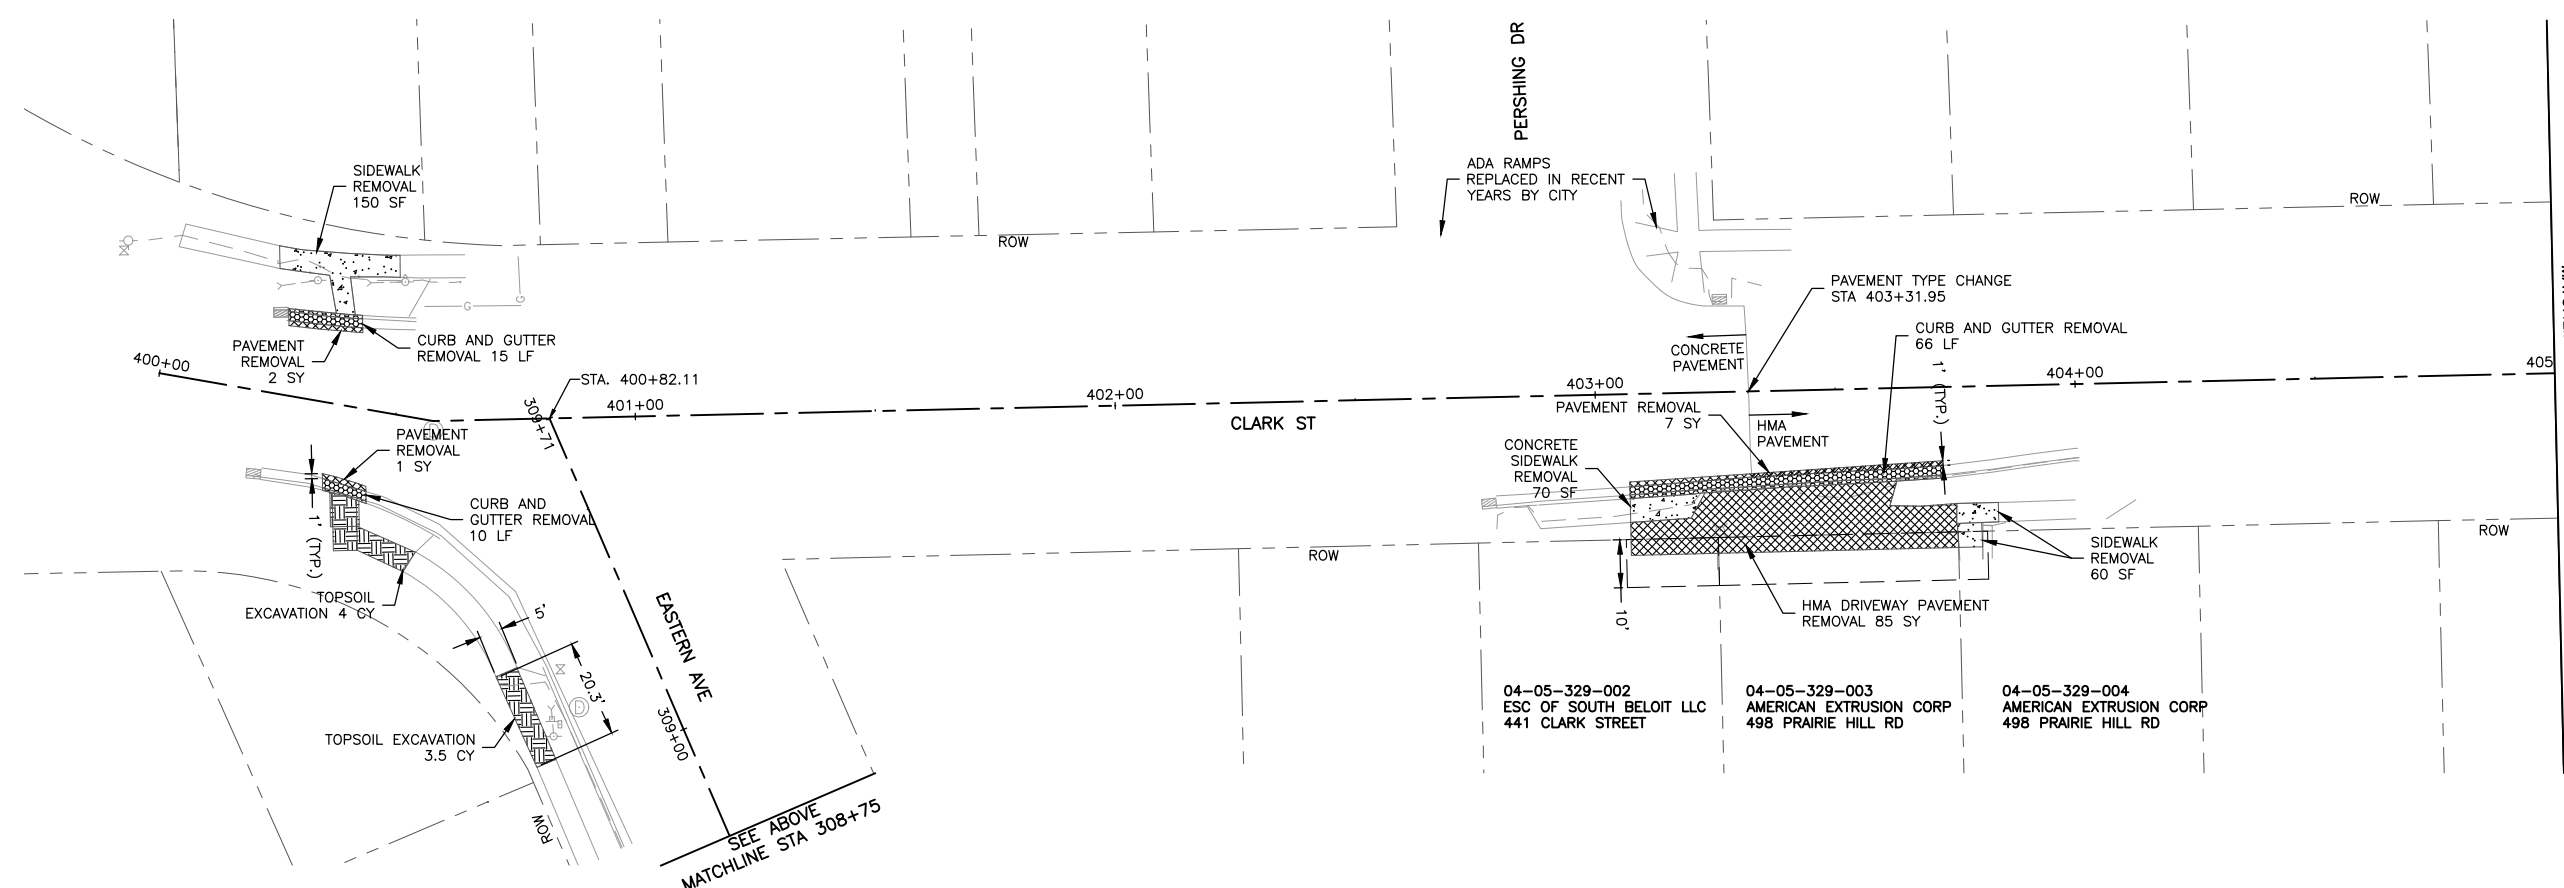 PERSHING DR
ADA RAMPS
REPLACED IN RECENT
YEARS BY CITY
SIDEWALK
REMOVAL
150 SF
ROW
ROW
G
G
PAVEMENT TYPE CHANGE
STA 403+31.95
CURB AND GUTTER REMOVAL
66 LF
CONCRETE
PAVEMENT
PAVEMENT
REMOVAL
2 SY
CURB AND GUTTER
REMOVAL 15 LF
400+00
STA. 400+82.11
309+71
401+00
402+00
403+00
404+00
405
1' (TYP.)
CLARK ST
PAVEMENT REMOVAL
7 SY
HMA
PAVEMENT
PAVEMENT
REMOVAL
1 SY
CONCRETE
SIDEWALK
REMOVAL
70 SF
CURB AND
GUTTER REMOVAL
10 LF
1' (TYP.)
ROW
ROW
SIDEWALK
REMOVAL
60 SF
TOPSOIL
EXCAVATION 4 CY
5'
10'
HMA DRIVEWAY PAVEMENT
REMOVAL 85 SY
EASTERN AVE
20.3'
D
309+00
TOPSOIL EXCAVATION
3.5 CY
04-05-329-002
ESC OF SOUTH BELOIT LLC
441 CLARK STREET
04-05-329-003
AMERICAN EXTRUSION CORP
498 PRAIRIE HILL RD
04-05-329-004
AMERICAN EXTRUSION CORP
498 PRAIRIE HILL RD
ROW
SEE ABOVE
MATCHLINE STA 308+75